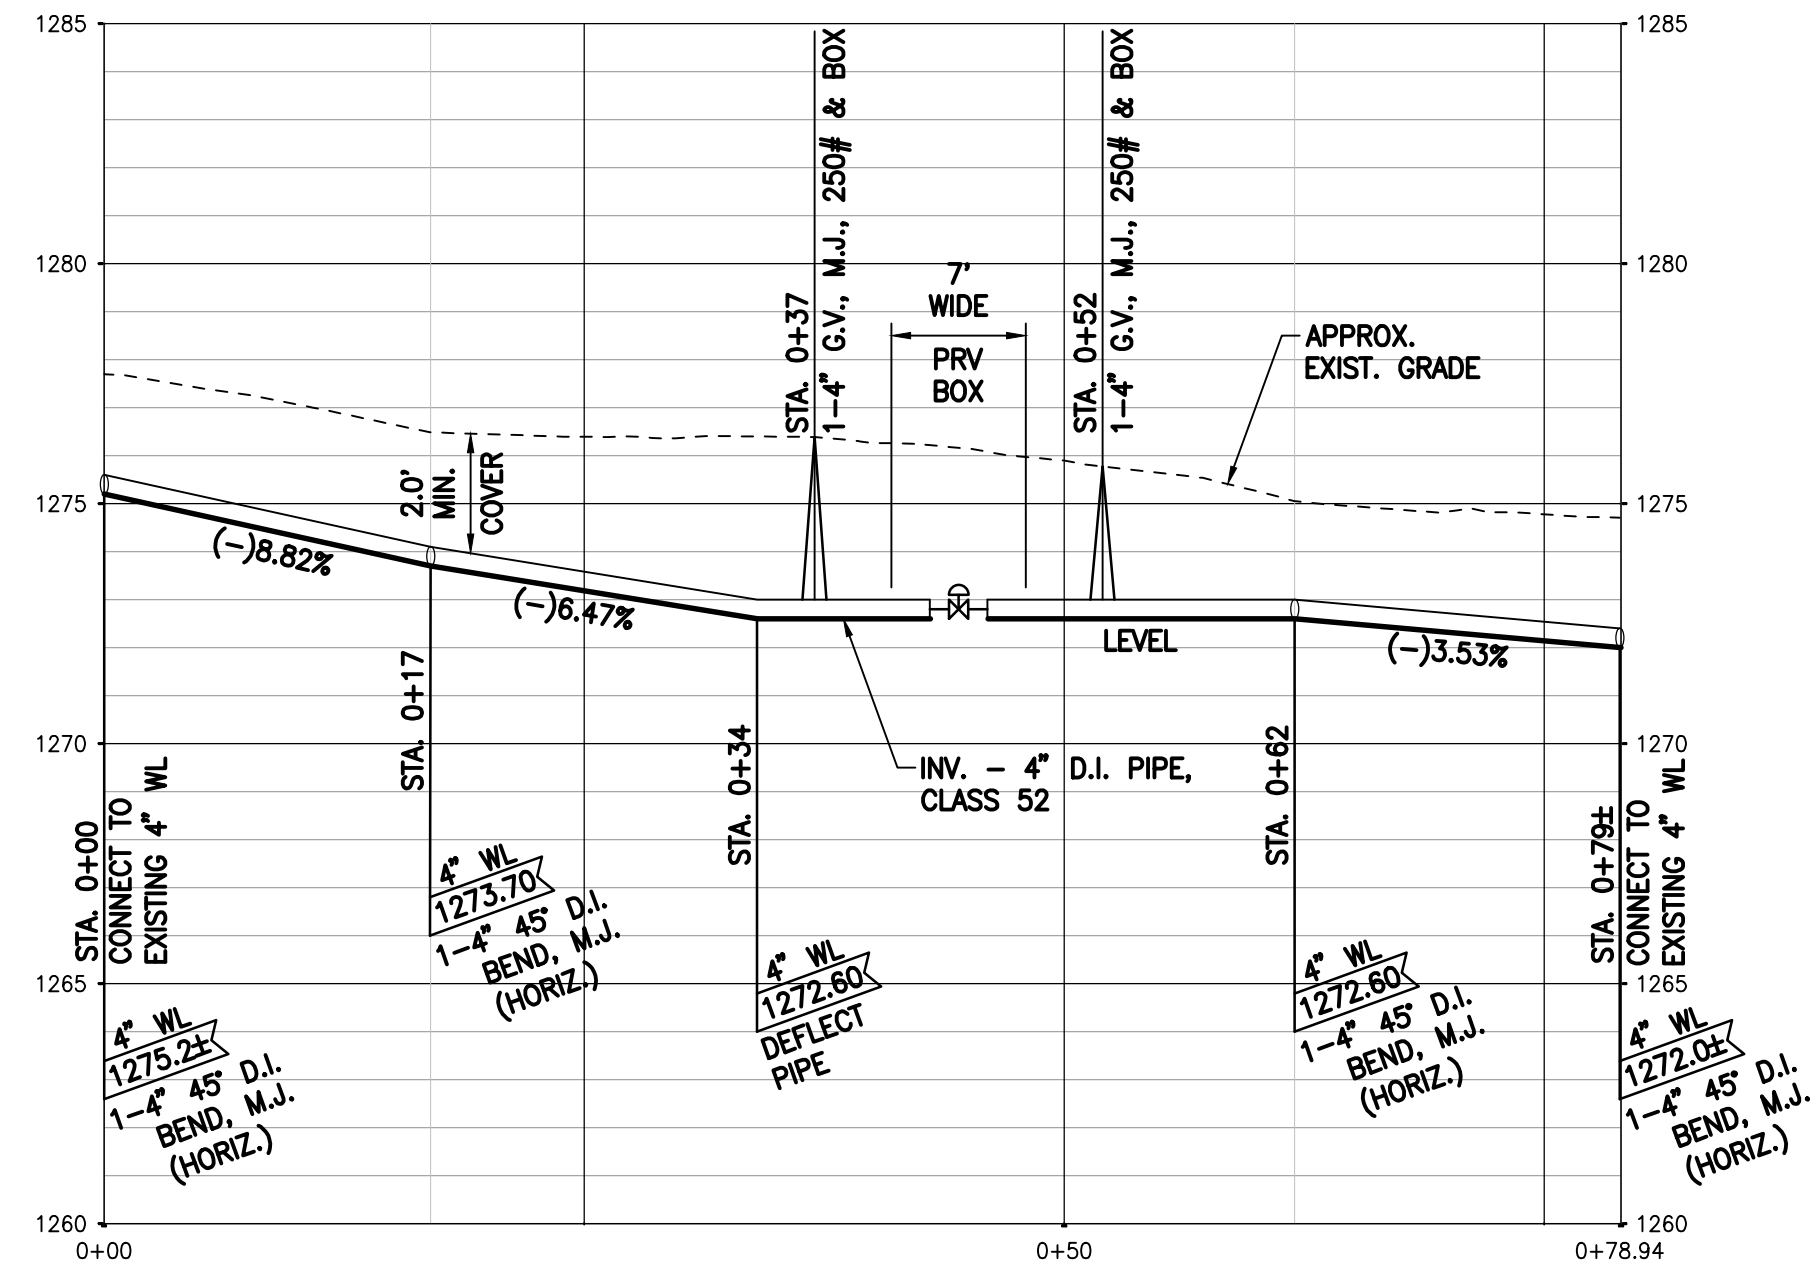 1285
1285
1280
1280
1275
1275
1270
1270
1265
1265
1260
1260
0+00
0+50
0+78.94
STA. 0+37
1-4" G.V., M.J., 250# & BOX
7'
WIDE
PRV
BOX
STA. 0+52
1-4" G.V., M.J., 250# & BOX
APPROX.
EXIST. GRADE
2.0'
MIN.
COVER
(-)8.82%
(-)6.47%
LEVEL
(-)3.53%
INV. - 4" D.I. PIPE,
CLASS 52
STA. 0+00
CONNECT TO
EXISTING 4" WL
4" WL
1275.2±
1-4" 45° D.I.
BEND, M.J.
(HORIZ.)
STA. 0+17
4" WL
1273.70
1-4" 45° D.I.
BEND, M.J.
(HORIZ.)
STA. 0+34
4" WL
1272.60
DEFLECT
PIPE
STA. 0+62
4" WL
1272.60
1-4" 45° D.I.
BEND, M.J.
(HORIZ.)
STA. 0+79±
CONNECT TO
EXISTING 4" WL
4" WL
1272.0±
1-4" 45° D.I.
BEND, M.J.
(HORIZ.)